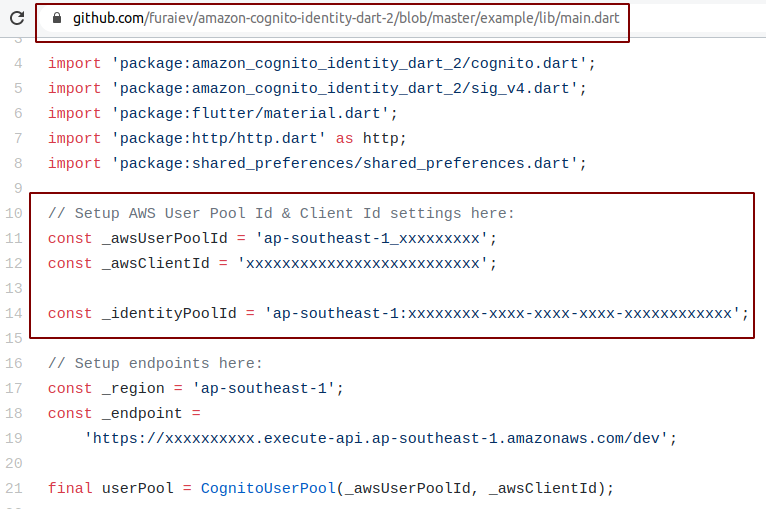 github.com/furaiev/amazon-cognito-identity-dart-2/blob/master/example/lib/main.dart
3
4 import 'package:amazon_cognito_identity_dart_2/cognito.dart';
5 import 'package:amazon_cognito_identity_dart_2/sig_v4.dart';
6 import 'package:flutter/material.dart';
7 import 'package:http/http.dart' as http;
8 import 'package:shared_preferences/shared_preferences.dart';
9
10 // Setup AWS User Pool Id & Client Id settings here:
11 const _awsUserPoolId = 'ap-southeast-1_xxxxxxxxx';
12 const _awsClientId = 'xxxxxxxxxxxxxxxxxxxxxxxxxx';
13
14 const _identityPoolId = 'ap-southeast-1:xxxxxxxx-xxxx-xxxx-xxxx-xxxxxxxxxxxx';
15
16 // Setup endpoints here:
17 const _region = 'ap-southeast-1';
18 const _endpoint =
19 'https://xxxxxxxxxx.execute-api.ap-southeast-1.amazonaws.com/dev';
20
21 final userPool = CognitoUserPool(_awsUserPoolId, _awsClientId);